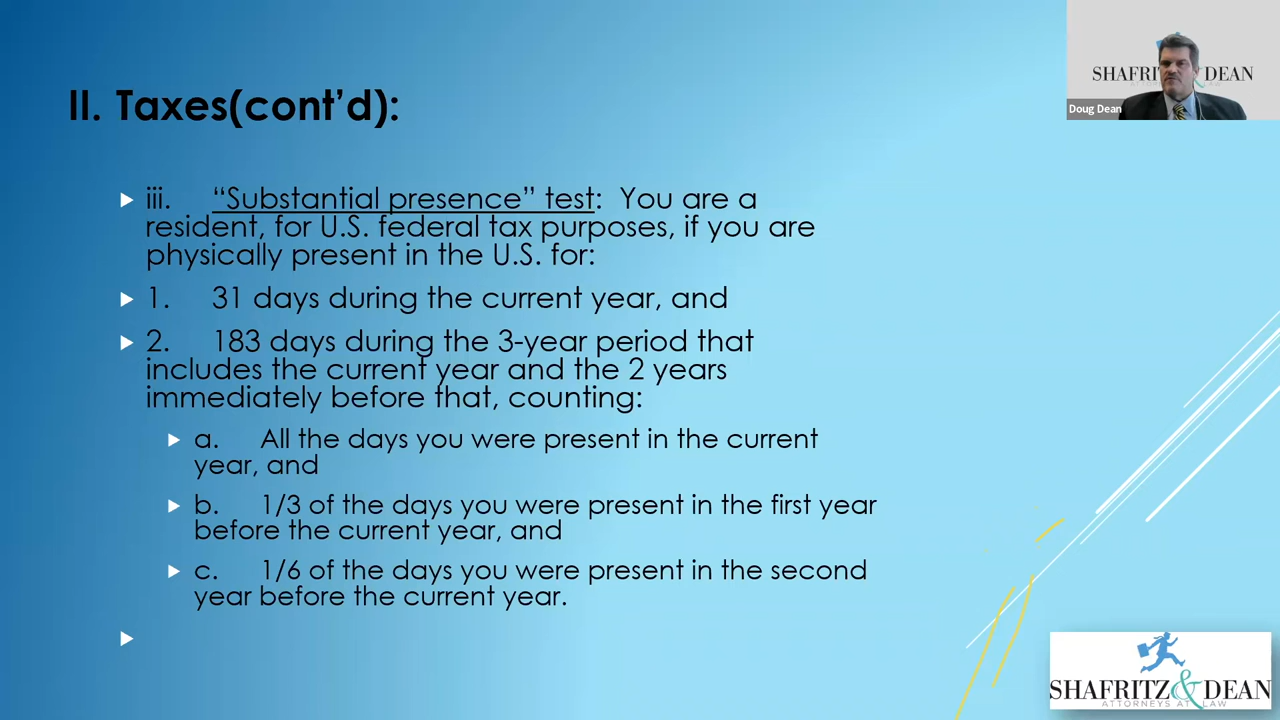 SHAFRITZ & DEAN
Doug Dean
II. Taxes(cont’d):
iii. “Substantial presence” test: You are a
resident, for U.S. federal tax purposes, if you are
physically present in the U.S. for:
1. 31 days during the current year, and
2. 183 days during the 3-year period that
includes the current year and the 2 years
immediately before that, counting:
a. All the days you were present in the current
year, and
b. 1/3 of the days you were present in the first year
before the current year, and
c. 1/6 of the days you were present in the second
year before the current year.
SHAFRITZ & DEAN
ATTORNEYS AT LAW